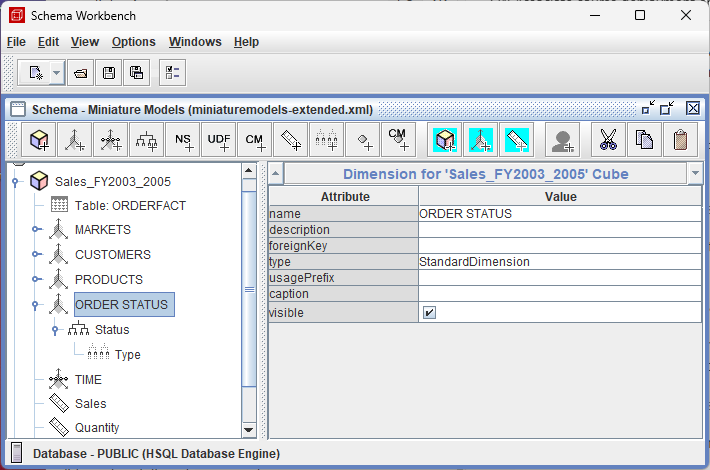 Schema Workbench
File Edit View Options Windows Help
Schema - Miniature Models (miniaturemodels-extended.xml)
NS UDF CM CM
Sales_FY2003_2005
Table: ORDERFACT
MARKETS
CUSTOMERS
PRODUCTS
ORDER STATUS
Status
Type
TIME
Sales
Quantity
Dimension for 'Sales_FY2003_2005' Cube
Attribute Value
name ORDER STATUS
description
foreignKey
type StandardDimension
usagePrefix
caption
visible
Database - PUBLIC (HSQL Database Engine)